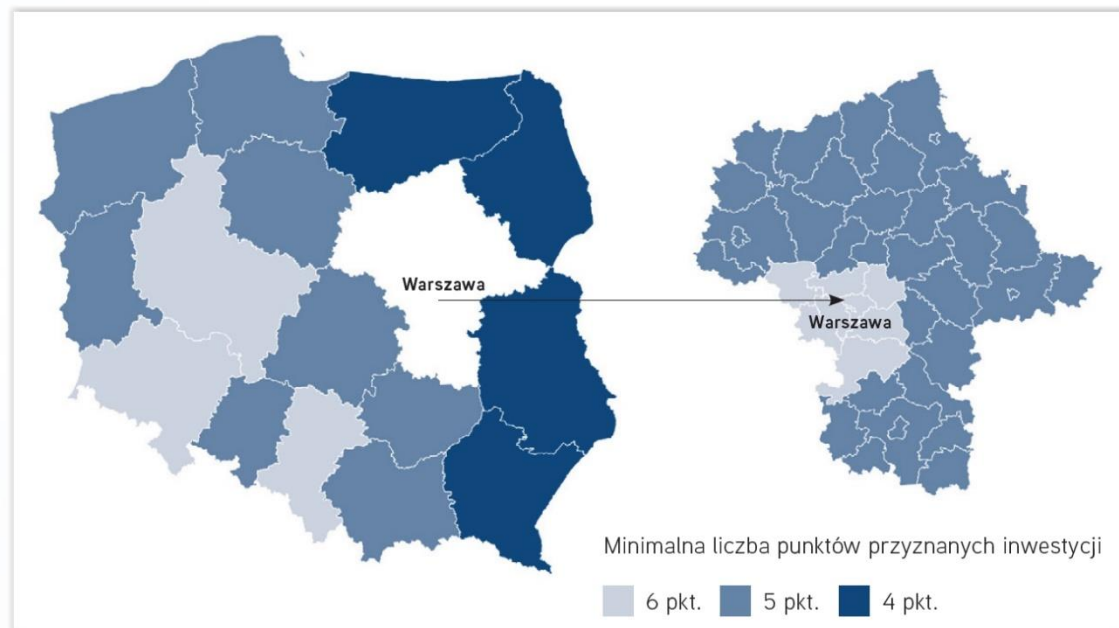 Warszawa
Warszawa
Minimalna liczba punktów przyznanych inwestycji
6 pkt.
5 pkt.
4 pkt.